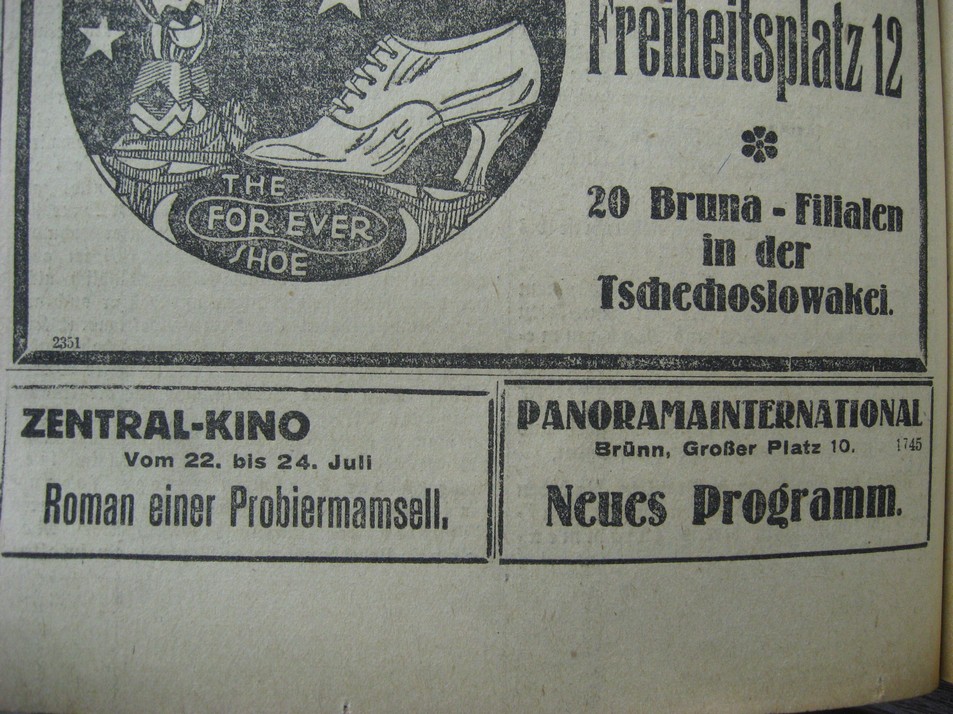 Freiheitsplatz 12
THE
FOR EVER
SHOE
20 Bruna - Filialen
in der
Tschechoslowakei.
2351
ZENTRAL-KINO
Vom 22. bis 24. Juli
Roman einer Probiermamsell.
PANORAMAINTERNATIONAL
Brünn, Großer Platz 10.
1745
Neues Programm.